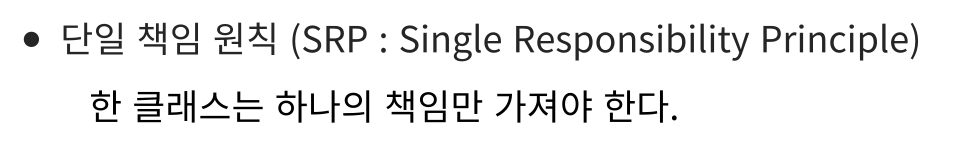 • 단일 책임 원칙 (SRP : Single Responsibility Principle)
한 클래스는 하나의 책임만 가져야 한다.